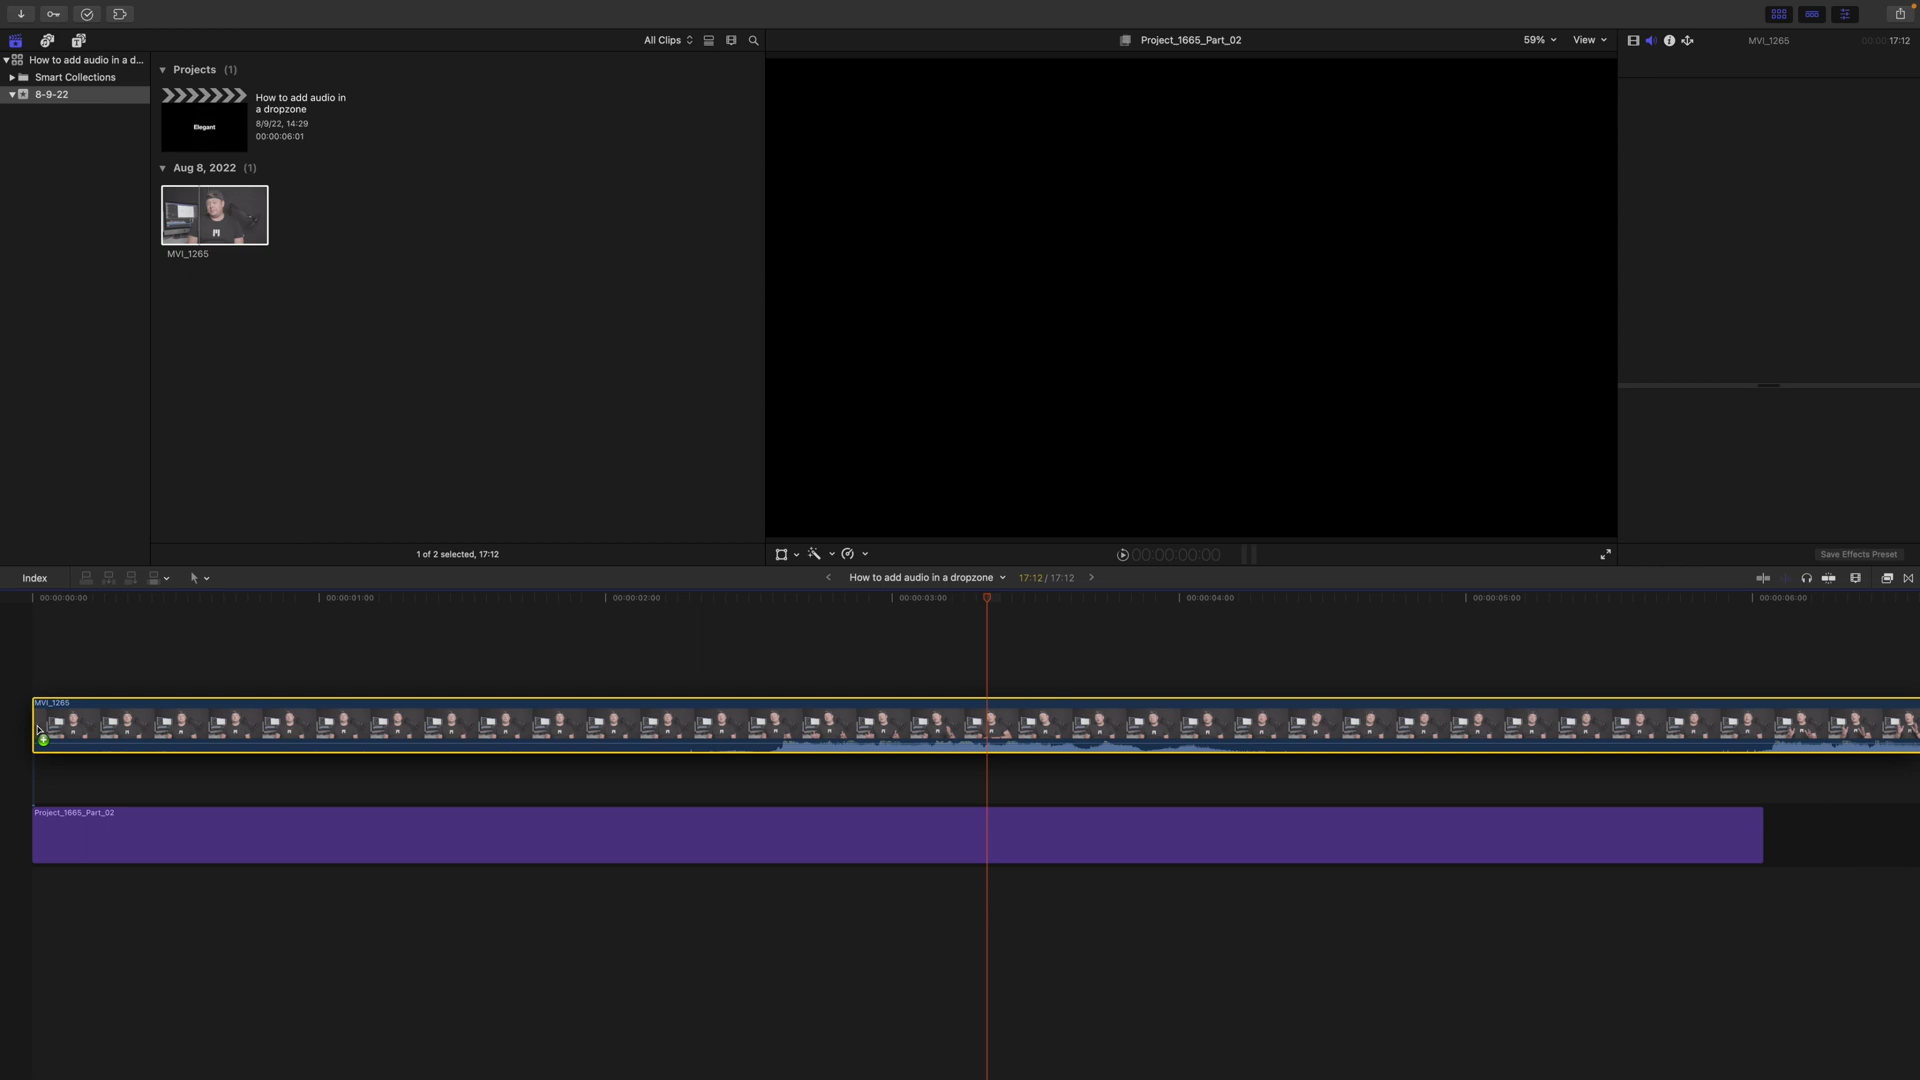 All Clips
Project_1665_Part_02
59%
View
MVI_1265
00:00:17:12
How to add audio in a d...
Smart Collections
8-9-22
Projects (1)
How to add audio in
a dropzone
8/9/22, 14:29
00:00:06:01
Elegant
Aug 8, 2022 (1)
MVI_1265
1 of 2 selected, 17:12
00:00:00:00
Save Effects Preset
Index
How to add audio in a dropzone
17:12 / 17:12
00:00:00:00
00:00:01:00
00:00:02:00
00:00:03:00
00:00:04:00
00:00:05:00
00:00:06:00
MVI_1265
Project_1665_Part_02